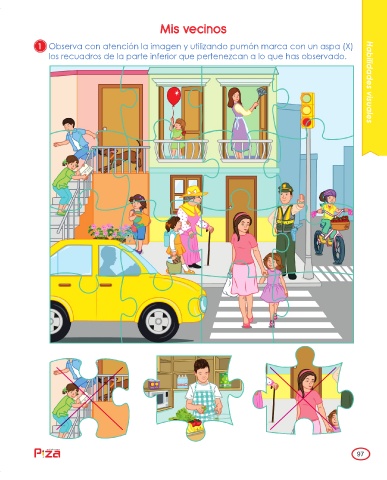 Mis vecinos
1 Observa con atención la imagen y utilizando pumón marca con un aspa (X)
los recuadros de la parte inferior que pertenezcan a lo que has observado.
Habilidades visuales
Piza
97